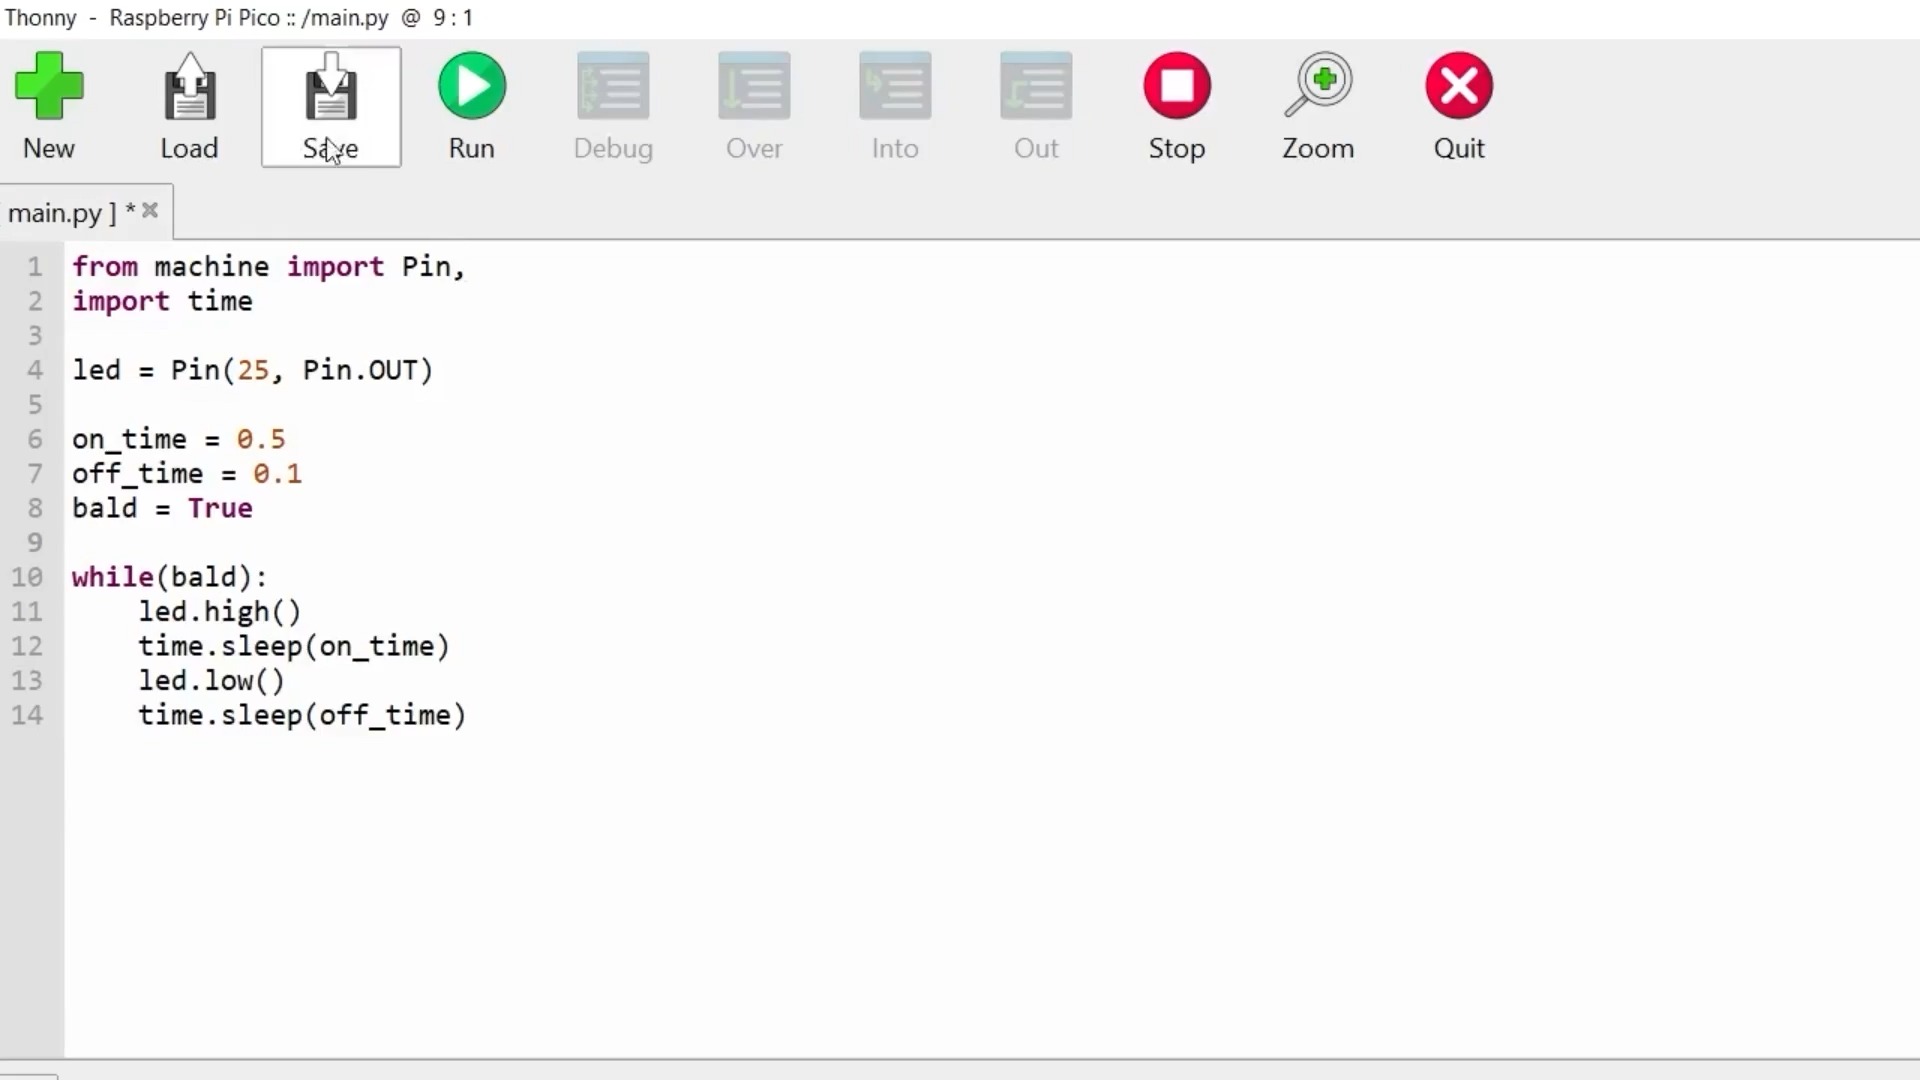 Thonny - Raspberry Pi Pico :: /main.py @ 9 : 1
New Load Save Run Debug Over Into Out Stop Zoom Quit
main.py ] *
1 from machine import Pin,
2 import time
3
4 led = Pin(25, Pin.OUT)
5
6 on_time = 0.5
7 off_time = 0.1
8 bald = True
9
10 while(bald):
11 led.high()
12 time.sleep(on_time)
13 led.low()
14 time.sleep(off_time)